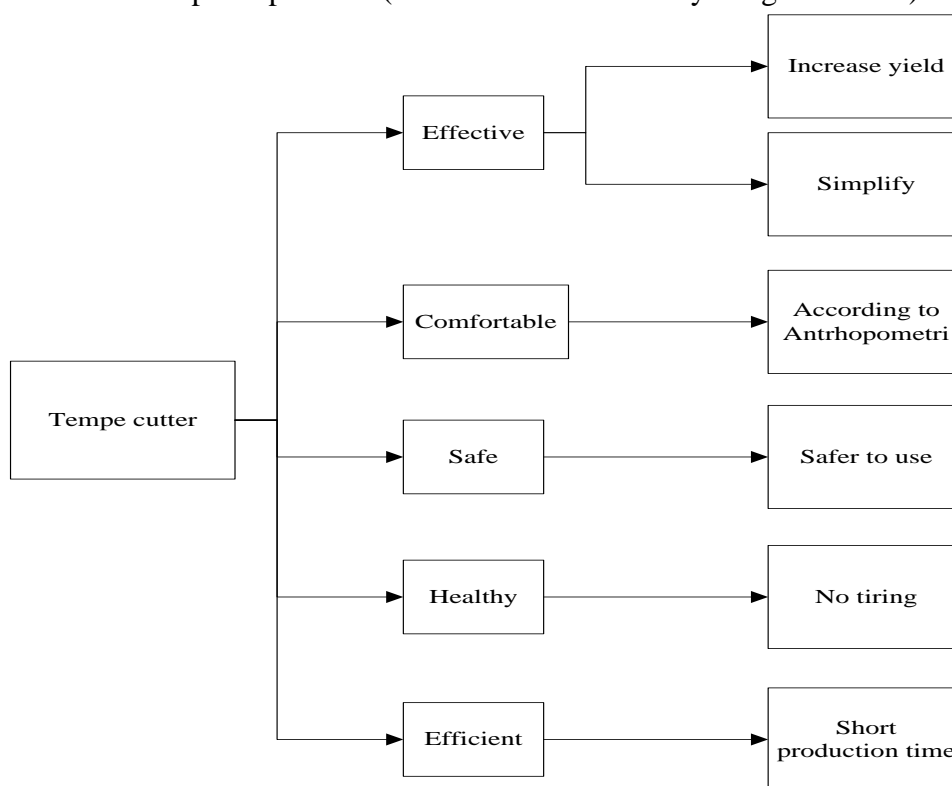 Increase yield
Effective
Simplify
According to
Antrhopometri
Comfortable
Tempe cutter
Safe
Safer to use
Healthy
No tiring
Short
production time
Efficient